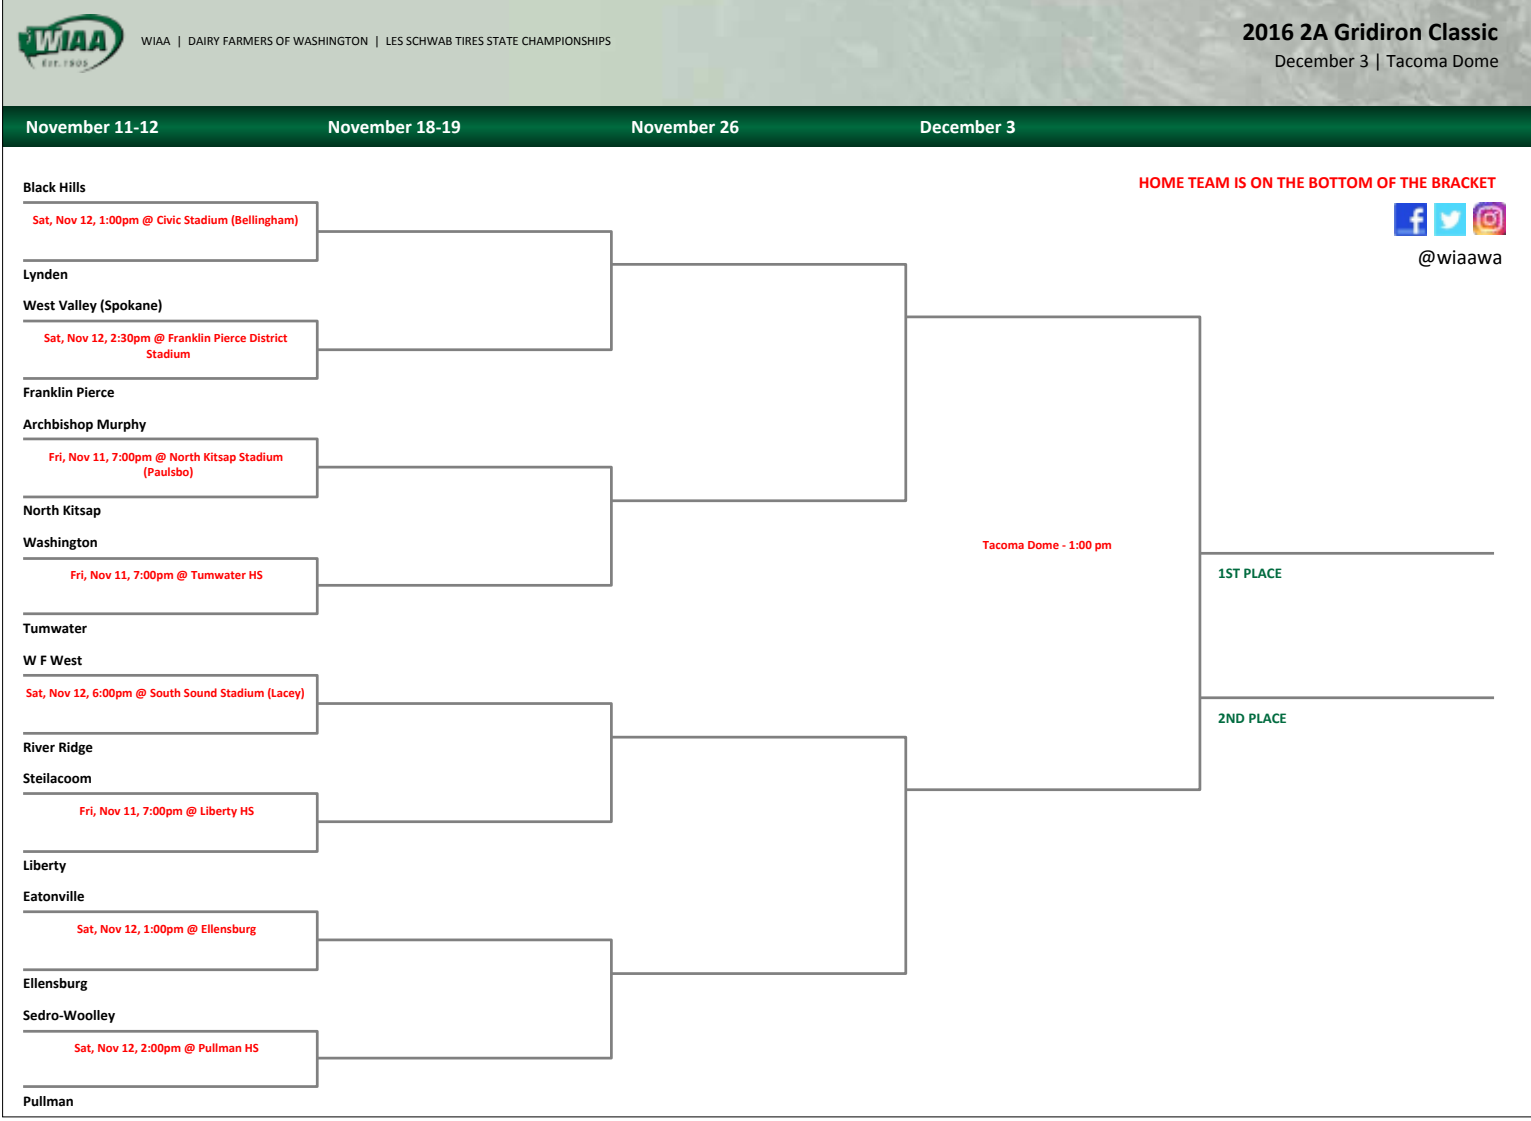 WIAA
EST. 1905
WIAA | DAIRY FARMERS OF WASHINGTON | LES SCHWAB TIRES STATE CHAMPIONSHIPS
2016 2A Gridiron Classic
December 3 | Tacoma Dome
November 11-12
November 18-19
November 26
December 3
HOME TEAM IS ON THE BOTTOM OF THE BRACKET
@wiaawa
Black Hills
Sat, Nov 12, 1:00pm @ Civic Stadium (Bellingham)
Lynden
West Valley (Spokane)
Sat, Nov 12, 2:30pm @ Franklin Pierce District
Stadium
Franklin Pierce
Archbishop Murphy
Fri, Nov 11, 7:00pm @ North Kitsap Stadium
(Paulsbo)
North Kitsap
Washington
Fri, Nov 11, 7:00pm @ Tumwater HS
Tumwater
W F West
Sat, Nov 12, 6:00pm @ South Sound Stadium (Lacey)
River Ridge
Steilacoom
Fri, Nov 11, 7:00pm @ Liberty HS
Liberty
Eatonville
Sat, Nov 12, 1:00pm @ Ellensburg
Ellensburg
Sedro-Woolley
Sat, Nov 12, 2:00pm @ Pullman HS
Pullman
Tacoma Dome - 1:00 pm
1ST PLACE
2ND PLACE